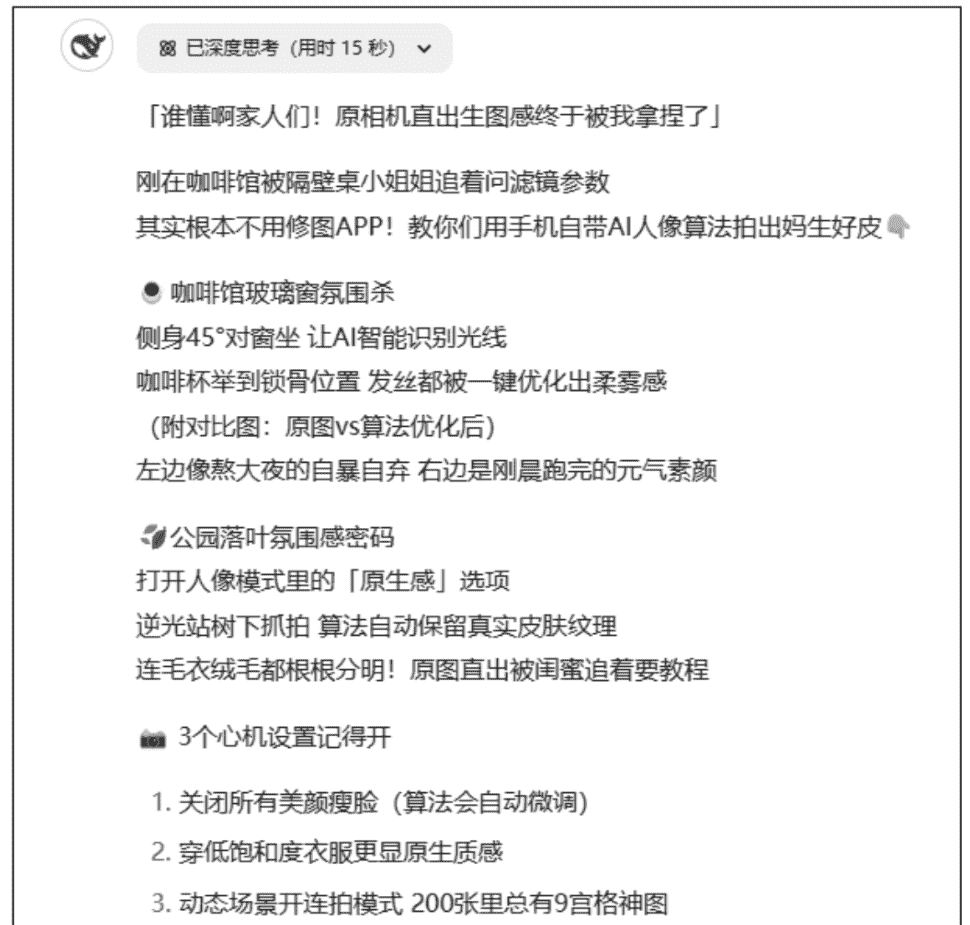 已深度思考（用时 15 秒）
「谁懂啊家人们！原相机直出生图感终于被我拿捏了」
刚在咖啡馆被隔壁桌小姐姐追着问滤镜参数
其实根本不用修图APP！教你们用手机自带AI人像算法拍出妈生好皮👇
咖啡馆玻璃窗氛围杀
侧身45°对窗坐 让AI智能识别光线
咖啡杯举到锁骨位置 发丝都被一键优化出柔雾感
（附对比图：原图vs算法优化后）
左边像熬大夜的自暴自弃 右边是刚晨跑完的元气素颜
🍃公园落叶氛围感密码
打开人像模式里的「原生感」选项
逆光站树下抓拍 算法自动保留真实皮肤纹理
连毛衣绒毛都根根分明！原图直出被闺蜜追着要教程
📷 3个心机设置记得开
1. 关闭所有美颜瘦脸（算法会自动微调）
2. 穿低饱和度衣服更显原生质感
3. 动态场景开连拍模式 200张里总有9宫格神图